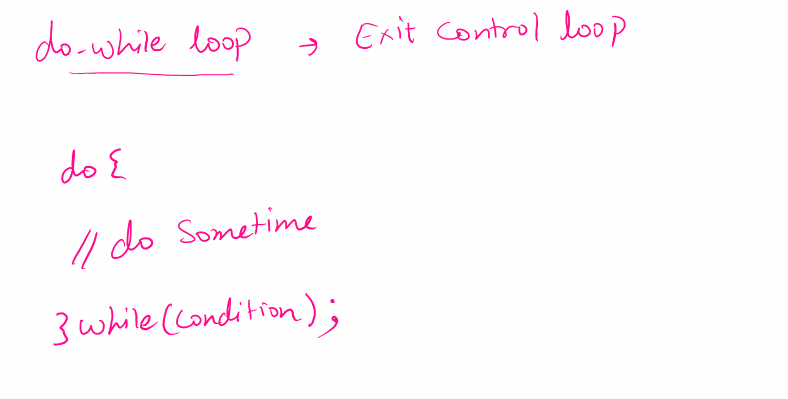 do-while loop → Exit Control loop
do {
// do Sometime
} while(condition);